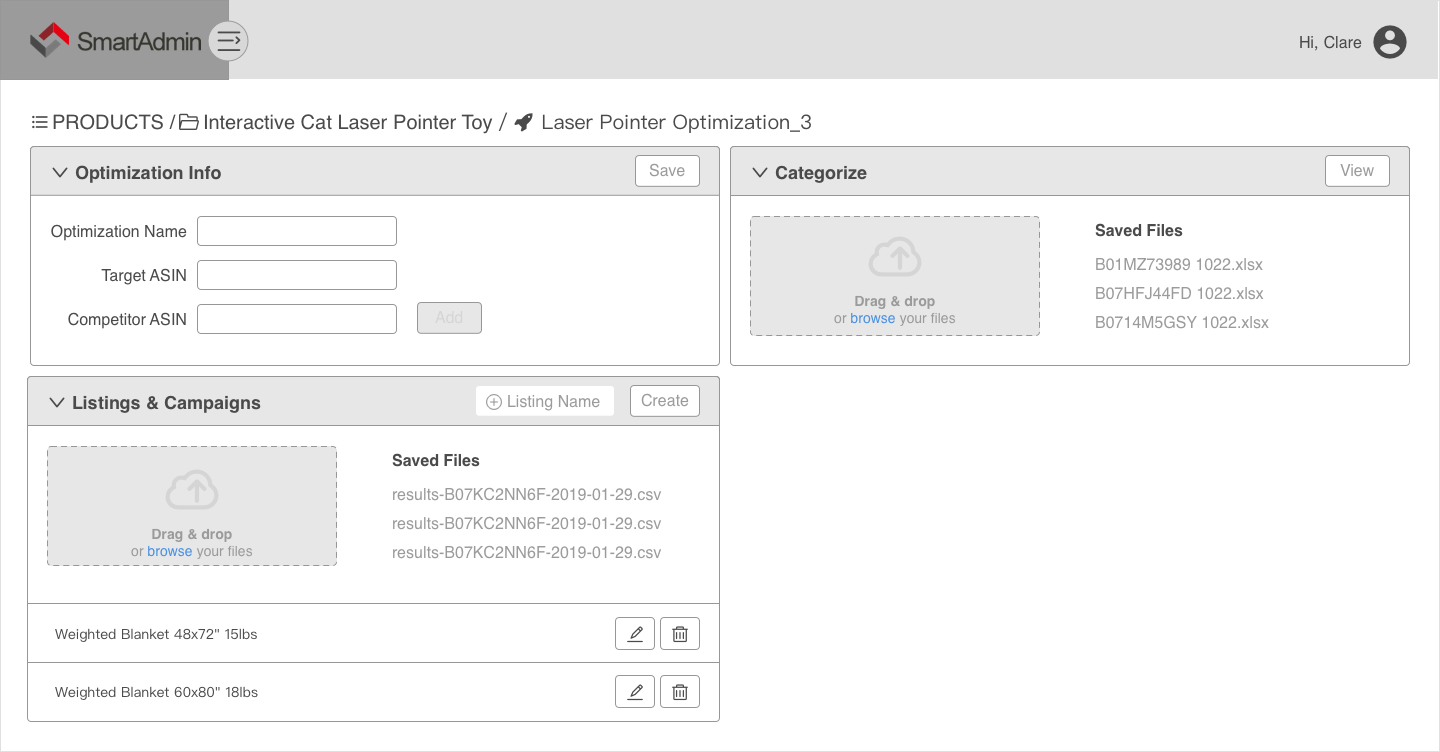 SmartAdmin
Hi, Clare
PRODUCTS / Interactive Cat Laser Pointer Toy / Laser Pointer Optimization_3
Optimization Info
Save
Optimization Name
Target ASIN
Competitor ASIN
Add
Categorize
View
Drag & drop
or browse your files
Saved Files
B01MZ73989 1022.xlsx
B07HFJ44FD 1022.xlsx
B0714M5GSY 1022.xlsx
Listings & Campaigns
Listing Name
Create
Drag & drop
or browse your files
Saved Files
results-B07KC2NN6F-2019-01-29.csv
results-B07KC2NN6F-2019-01-29.csv
results-B07KC2NN6F-2019-01-29.csv
Weighted Blanket 48x72" 15lbs
Weighted Blanket 60x80" 18lbs